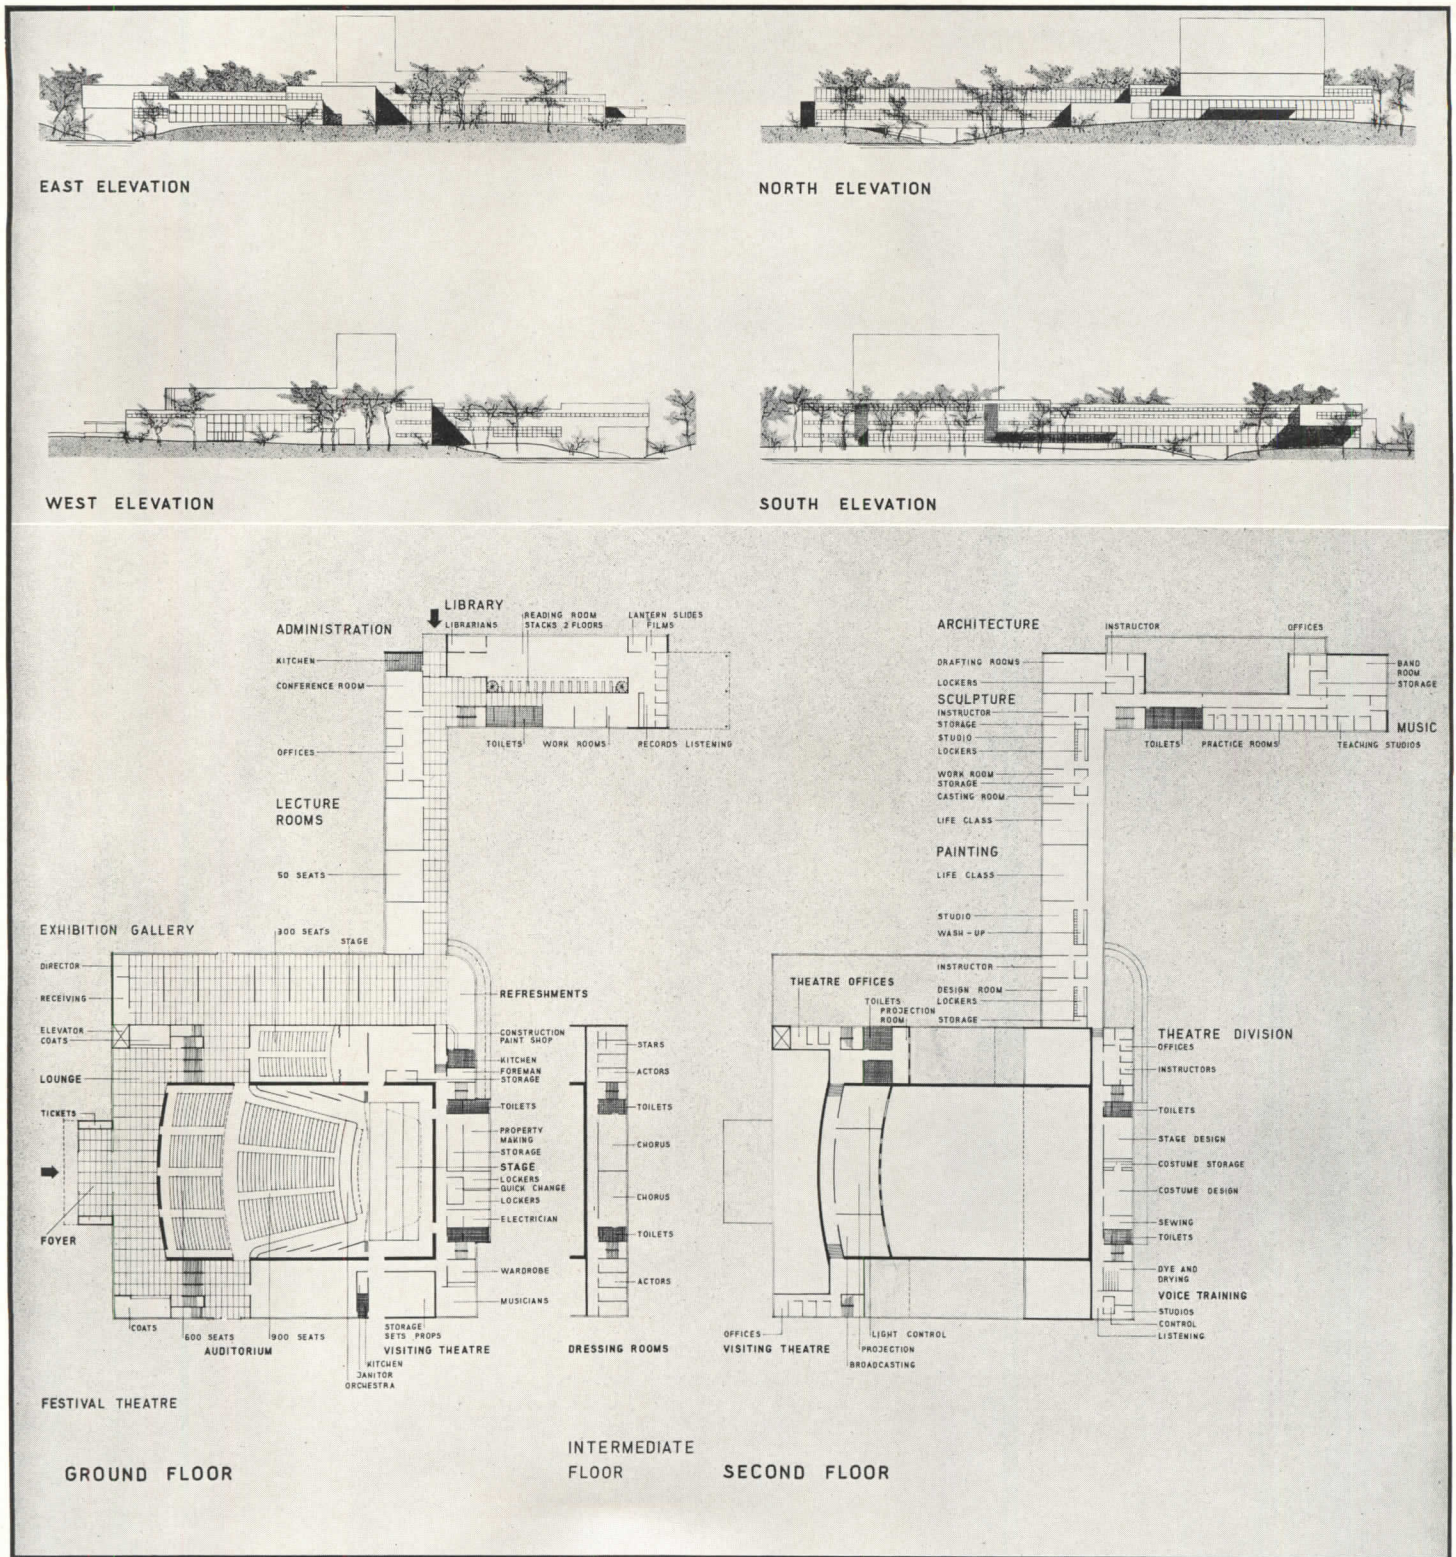 EAST ELEVATION
NORTH ELEVATION
WEST ELEVATION
SOUTH ELEVATION
LIBRARY
LIBRARIANS
READING ROOM
STACKS 2 FLOORS
LANTERN SLIDES
FILMS
ADMINISTRATION
KITCHEN
CONFERENCE ROOM
OFFICES
TOILETS
WORK ROOMS
RECORDS LISTENING
LECTURE
ROOMS
50 SEATS
EXHIBITION GALLERY
300 SEATS
STAGE
DIRECTOR
RECEIVING
REFRESHMENTS
ELEVATOR
COATS
LOUNGE
TICKETS
FOYER
CONSTRUCTION
PAINT SHOP
KITCHEN
FOREMAN
STORAGE
TOILETS
PROPERTY
MAKING
STORAGE
STAGE
LOCKERS
QUICK CHANGE
LOCKERS
ELECTRICIAN
WARDROBE
MUSICIANS
COATS
600 SEATS
900 SEATS
AUDITORIUM
STORAGE
SETS PROPS
VISITING THEATRE
KITCHEN
JANITOR
ORCHESTRA
FESTIVAL THEATRE
GROUND FLOOR
STARS
ACTORS
TOILETS
CHORUS
CHORUS
TOILETS
ACTORS
DRESSING ROOMS
INTERMEDIATE
FLOOR
ARCHITECTURE
INSTRUCTOR
OFFICES
DRAFTING ROOMS
LOCKERS
BAND
ROOM
STORAGE
SCULPTURE
INSTRUCTOR
STORAGE
STUDIO
LOCKERS
MUSIC
TOILETS
PRACTICE ROOMS
TEACHING STUDIOS
WORK ROOM
STORAGE
CASTING ROOM
LIFE CLASS
PAINTING
LIFE CLASS
STUDIO
WASH-UP
INSTRUCTOR
DESIGN ROOM
LOCKERS
STORAGE
THEATRE OFFICES
TOILETS
PROJECTION
ROOM
THEATRE DIVISION
OFFICES
INSTRUCTORS
TOILETS
STAGE DESIGN
COSTUME STORAGE
COSTUME DESIGN
SEWING
TOILETS
DYE AND
DRYING
VOICE TRAINING
STUDIOS
CONTROL
LISTENING
OFFICES
VISITING THEATRE
LIGHT CONTROL
PROJECTION
BROADCASTING
SECOND FLOOR